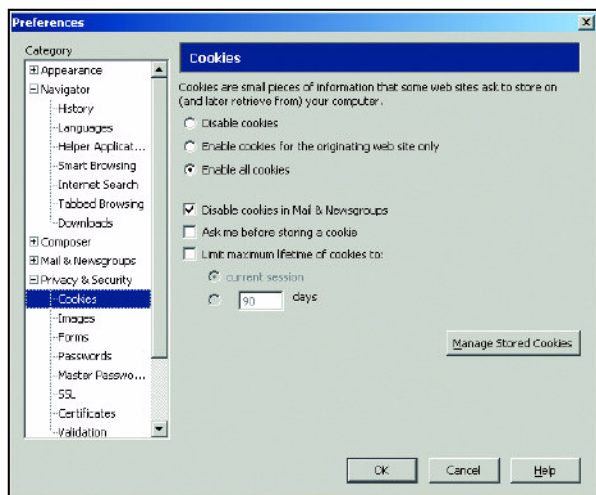 Preferences
Category
Appearance
Navigator
History
Languages
Helper Applicat...
Smart Browsing
Internet Search
Tabbed Browsing
Downloads
Composer
Mail & Newsgroups
Privacy & Security
Cookies
Images
Forms
Passwords
Master Passwo...
SSL
Certificates
Validation
Cookies
Cookies are small pieces of information that some web sites ask to store on
(and later retrieve from) your computer.
Disable cookies
Enable cookies for the originating web site only
Enable all cookies
Disable cookies in Mail & Newsgroups
Ask me before storing a cookie
Limit maximum lifetime of cookies to:
current session
90 days
Manage Stored Cookies
OK Cancel Help